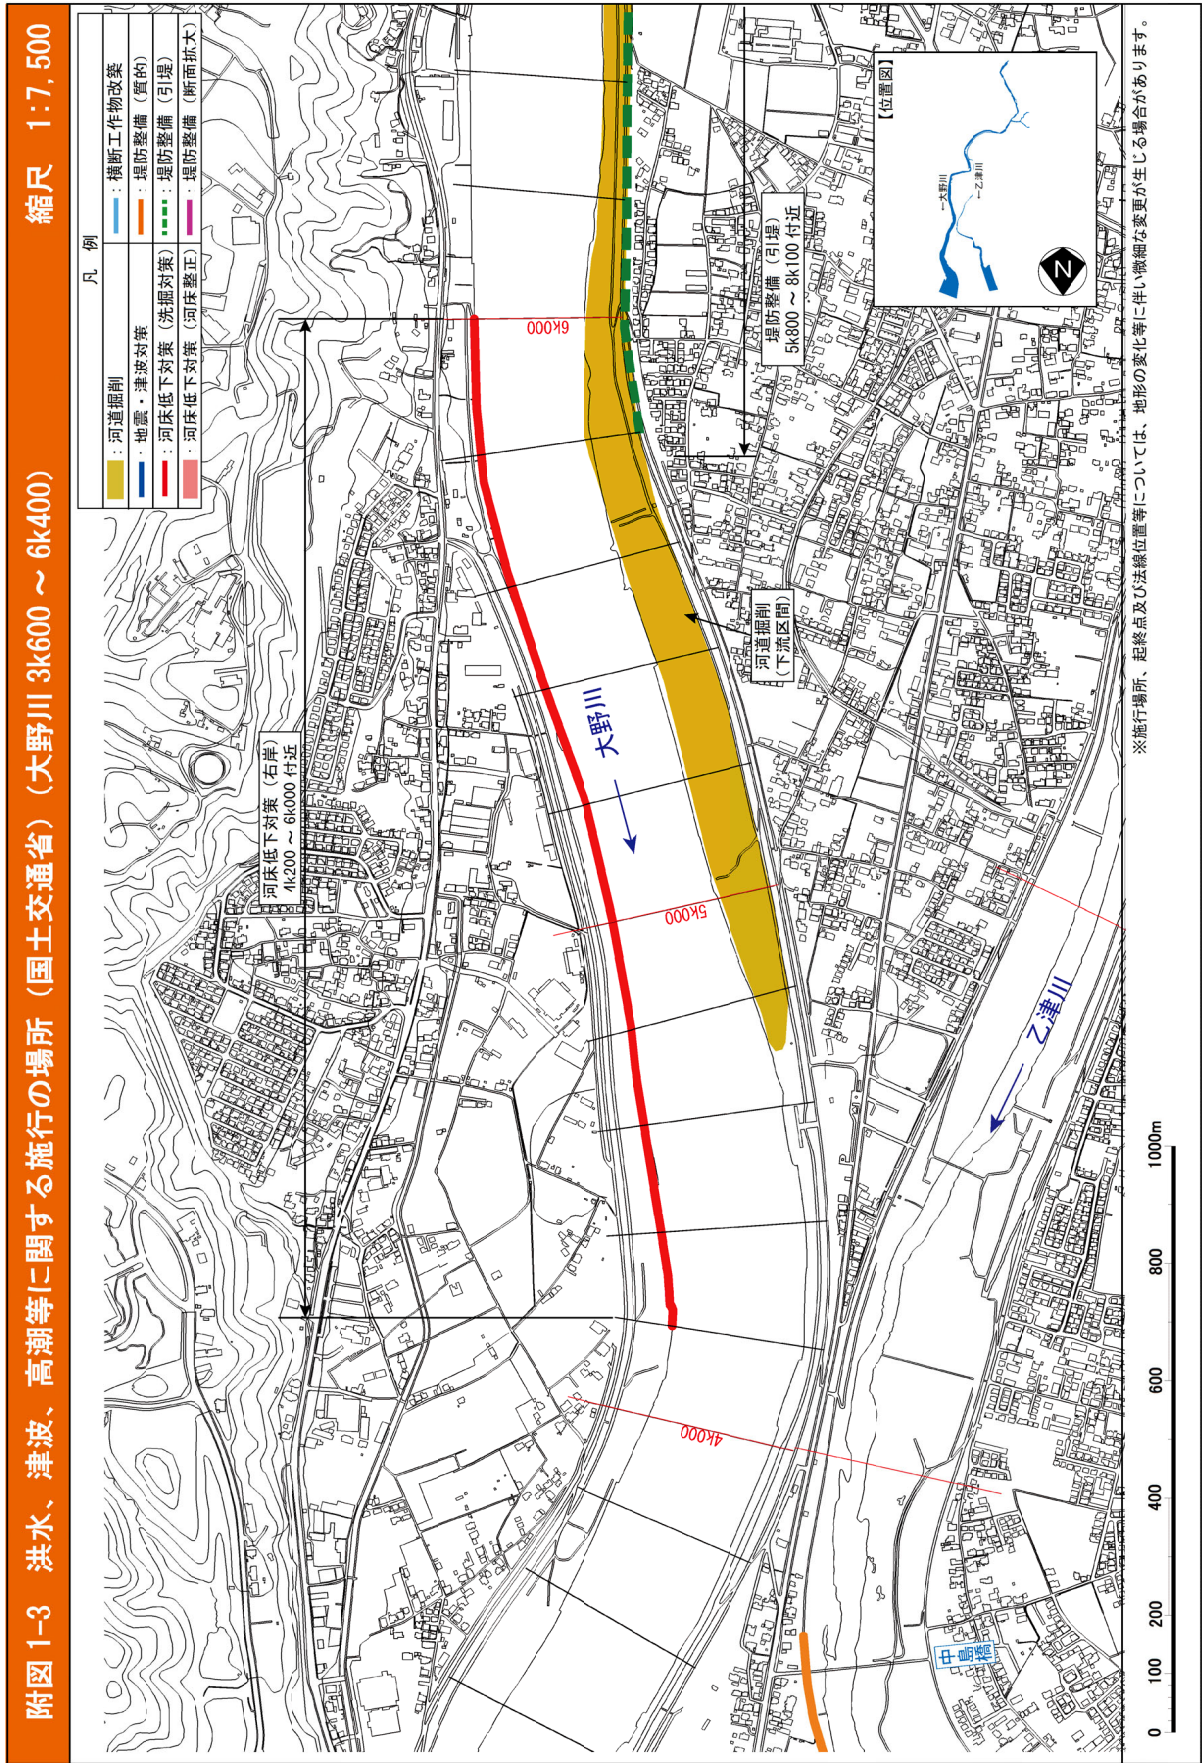 附図 1-3 洪水、津波、高潮等に関する施行の場所（国土交通省）（大野川 3k600 ～ 6k400） 縮尺 1:7,500
凡 例
：河道掘削
：横断工作物改築
：地震・津波対策
：堤防整備（質的）
：河床低下対策（洗掘対策）
：堤防整備（引堤）
：河床低下対策（河床整正）
：堤防整備（断面拡大）
河床低下対策（右岸）
4k200 ～ 6k000 付近
6k000
5k000
4k000
大野川
堤防整備（引堤）
5k800 ～ 8k100 付近
河道掘削
（下流区間）
乙津川
中島橋
【位置図】
←大野川
←乙津川
N
0 100 200 400 600 800 1000m
※施行場所、起終点及び法線位置等については、地形の変化等に伴い微細な変更が生じる場合があります。